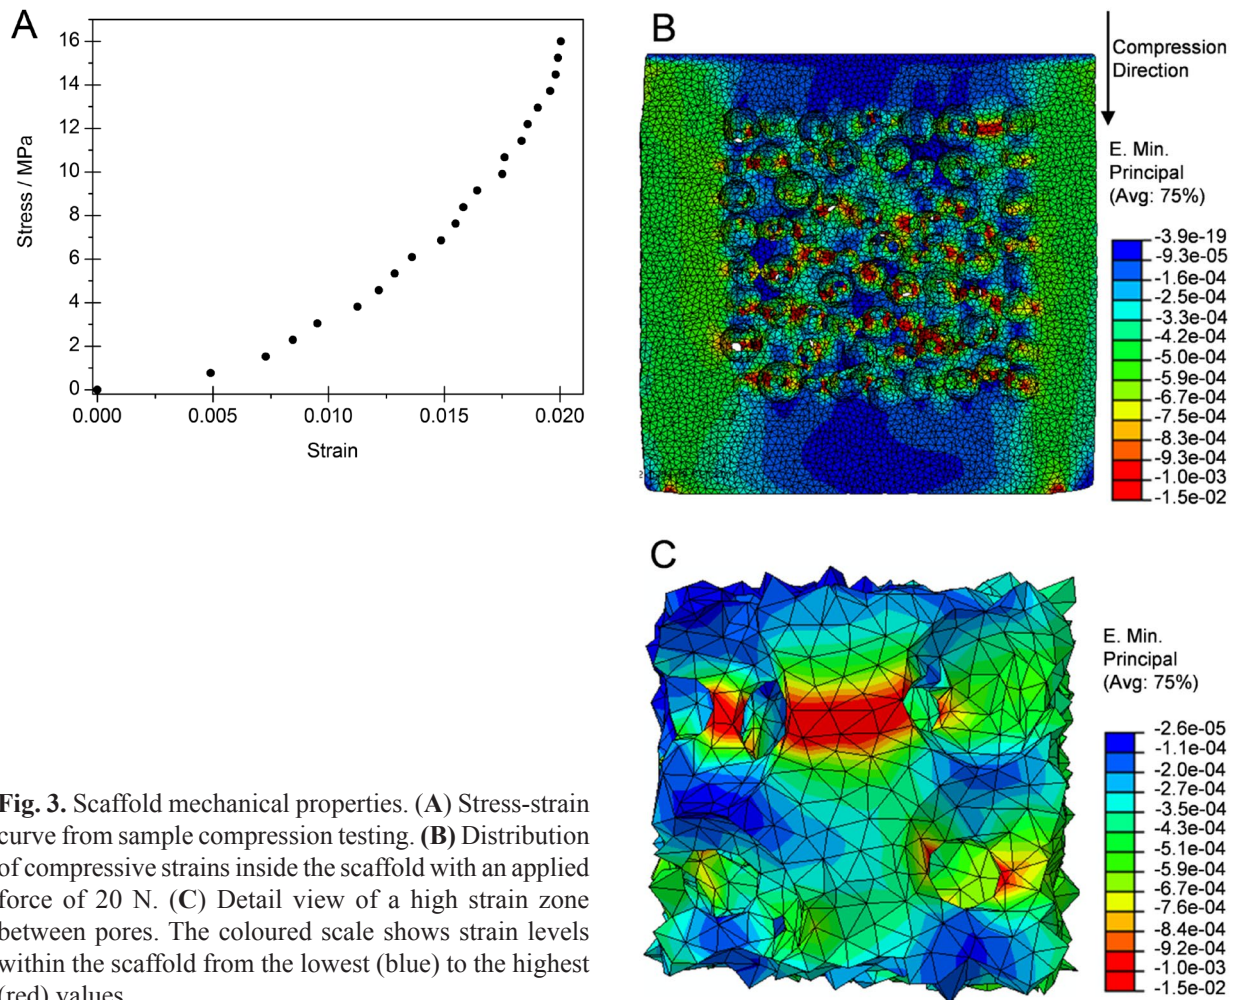 A
16
14
12
10
8
6
4
2
0
Stress / MPa
0.000
0.005
0.010
0.015
0.020
Strain
B
Compression
Direction
E. Min.
Principal
(Avg: 75%)
-3.9e-19
-9.3e-05
-1.6e-04
-2.5e-04
-3.3e-04
-4.2e-04
-5.0e-04
-5.9e-04
-6.7e-04
-7.5e-04
-8.3e-04
-9.3e-04
-1.0e-03
-1.5e-02
C
E. Min.
Principal
(Avg: 75%)
-2.6e-05
-1.1e-04
-2.0e-04
-2.7e-04
-3.5e-04
-4.3e-04
-5.1e-04
-5.9e-04
-6.7e-04
-7.6e-04
-8.4e-04
-9.2e-04
-1.0e-03
-1.5e-02
Fig. 3. Scaffold mechanical properties. (A) Stress-strain
curve from sample compression testing. (B) Distribution
of compressive strains inside the scaffold with an applied
force of 20 N. (C) Detail view of a high strain zone
between pores. The coloured scale shows strain levels
within the scaffold from the lowest (blue) to the highest
(red) values